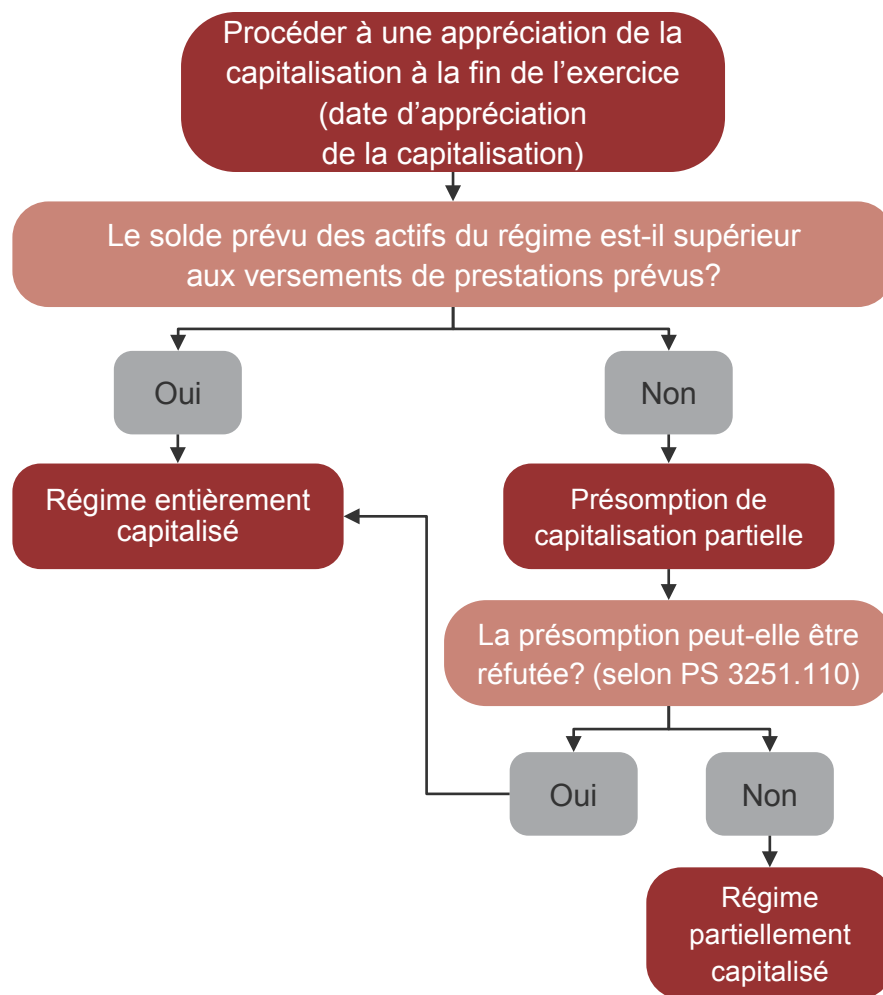 Procéder à une appréciation de la
capitalisation à la fin de l’exercice
(date d’appréciation
de la capitalisation)
Le solde prévu des actifs du régime est-il supérieur
aux versements de prestations prévus?
Oui
Non
Régime entièrement
capitalisé
Présomption de
capitalisation partielle
La présomption peut-elle être
réfutée? (selon PS 3251.110)
Oui
Non
Régime
partiellement
capitalisé